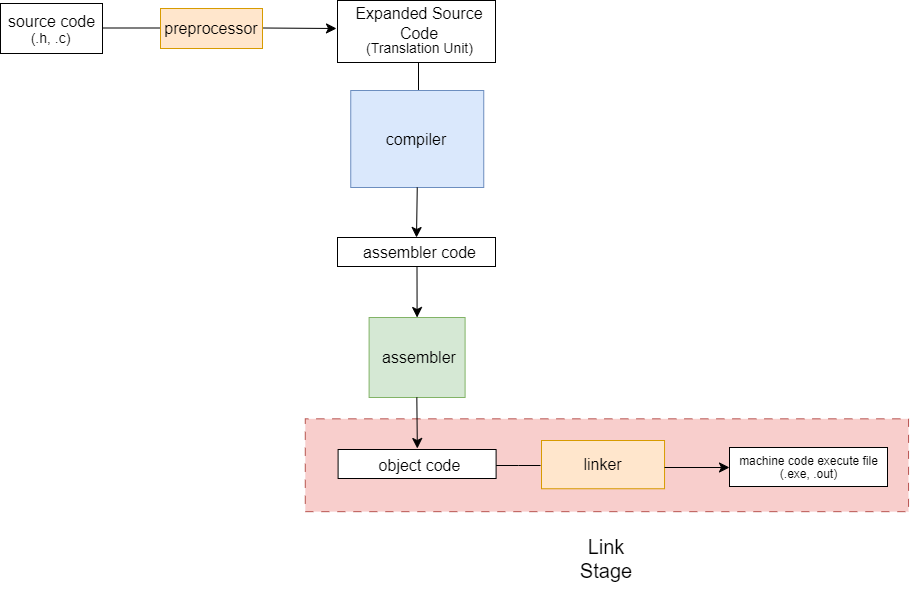 source code
(.h, .c)
preprocessor
Expanded Source
Code
(Translation Unit)
compiler
assembler code
assembler
object code
linker
machine code execute file
(.exe, .out)
Link
Stage